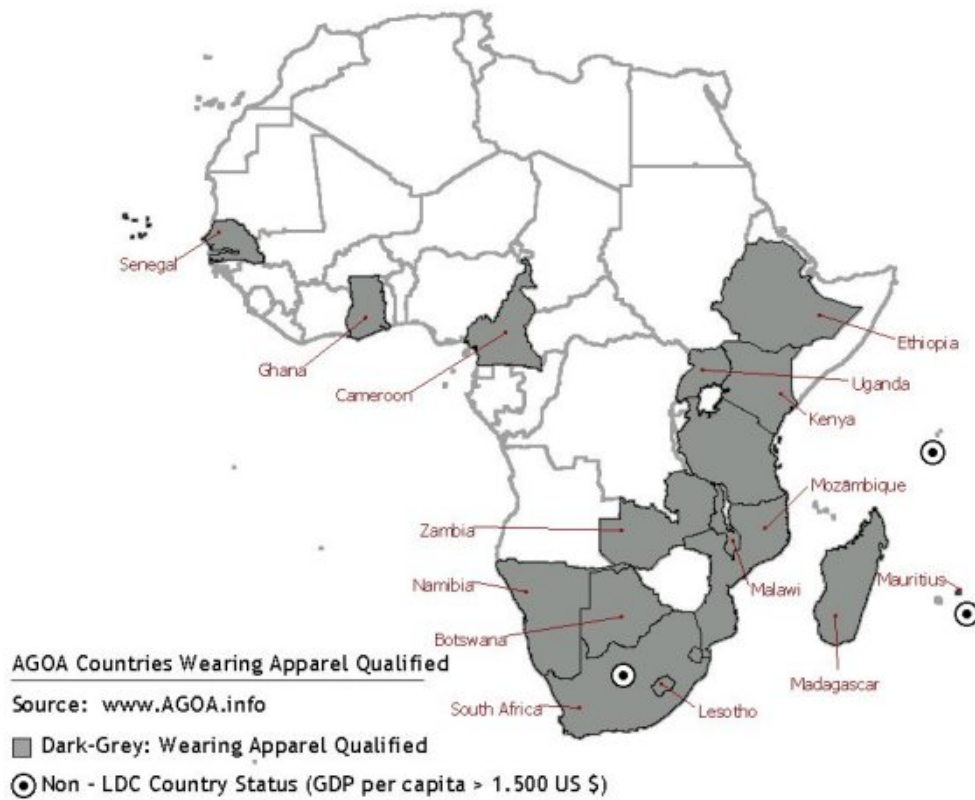 Senegal
Ghana
Cameroon
Ethiopia
Uganda
Kenya
Mozambique
Zambia
Malawi
Mauritius
Namibia
Botswana
Madagascar
South Africa
Lesotho
AGOA Countries Wearing Apparel Qualified
Source: www.AGOA.info
Dark-Grey: Wearing Apparel Qualified
Non - LDC Country Status (GDP per capita > 1.500 US $)